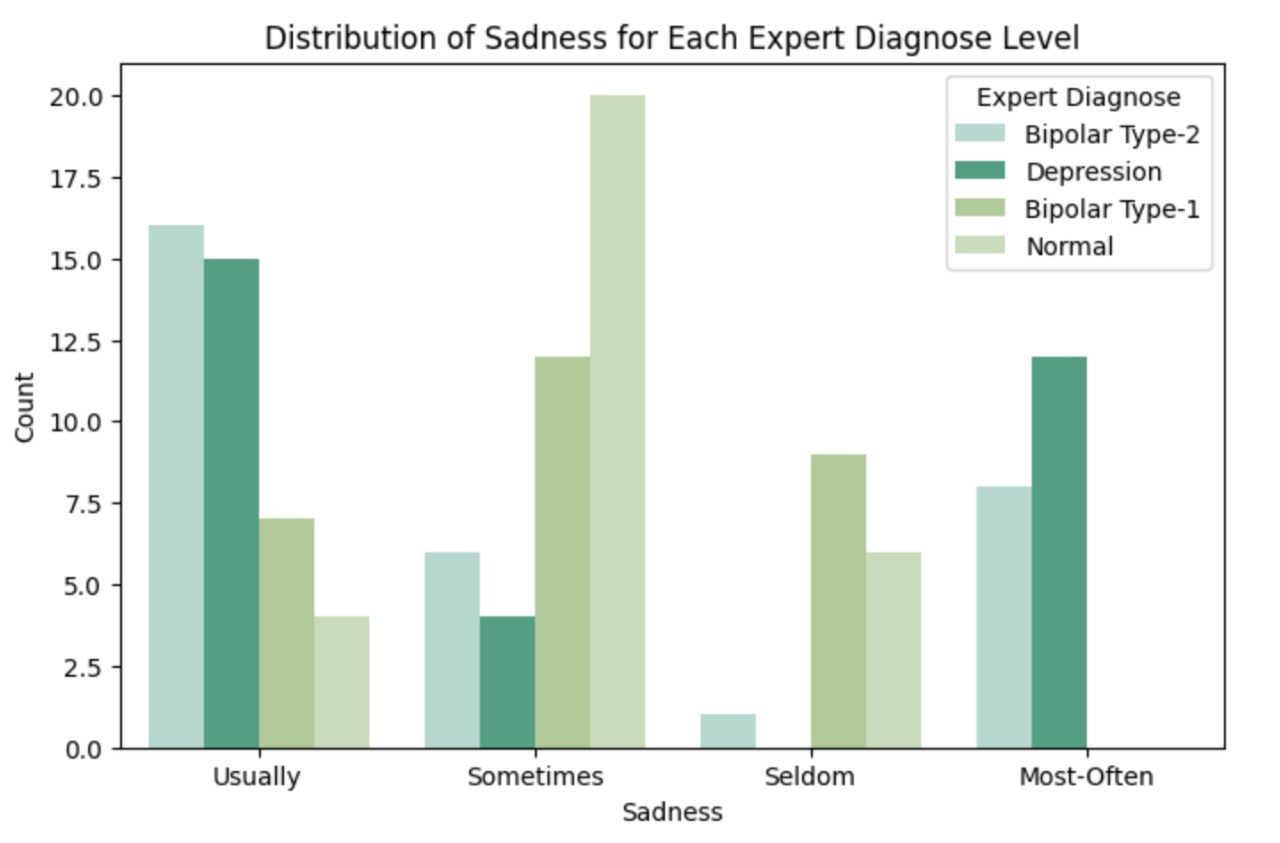 Distribution of Sadness for Each Expert Diagnose Level
Expert Diagnose
Bipolar Type-2
Depression
Bipolar Type-1
Normal
Count
20.0
17.5
15.0
12.5
10.0
7.5
5.0
2.5
0.0
Usually Sometimes Seldom Most-Often
Sadness